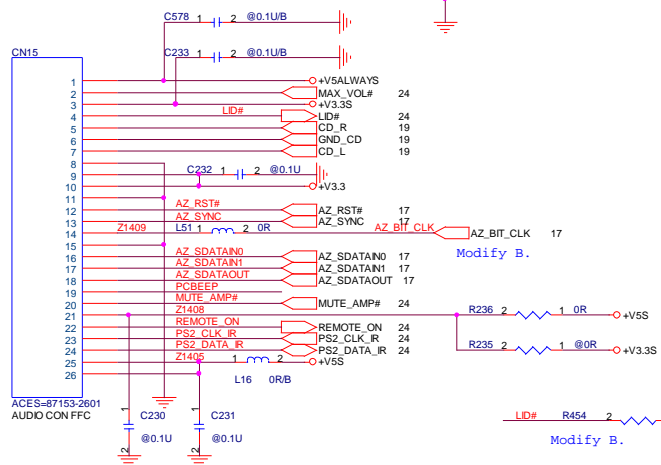 C578 1 2 @0.1U/B
CN15
C233 1 2 @0.1U/B
1 +V5ALWAYS
2 MAX_VOL# 24
3 +V3.3S
4 LID# LID# 24
5 CD_R 19
6 GND_CD 19
7 CD_L 19
8
9 C232 1 2 @0.1U
10 +V3.3
11
12 AZ_RST# AZ_RST# 17
13 AZ_SYNC AZ_SYNC 17
14 Z1409 L51 1 2 0R AZ_BIT_CLK AZ_BIT_CLK 17
15
Modify B.
16 AZ_SDATAIN0 AZ_SDATAIN0 17
17 AZ_SDATAIN1 AZ_SDATAIN1 17
18 AZ_SDATAOUT AZ_SDATAOUT 17
19 PCBEEP
20 MUTE_AMP# MUTE_AMP# 24
21 Z1408 R236 2 1 0R +V5S
22 REMOTE_ON REMOTE_ON 24
23 PS2_CLK_IR PS2_CLK_IR 24
24 PS2_DATA_IR PS2_DATA_IR 24 R235 2 1 @0R +V3.3S
25 Z1405 1 2 +V5S
26 L16 0R/B
ACES=87153-2601
AUDIO CON FFC
1 C230 2 @0.1U
1 C231 2 @0.1U
LID# R454 2
Modify B.